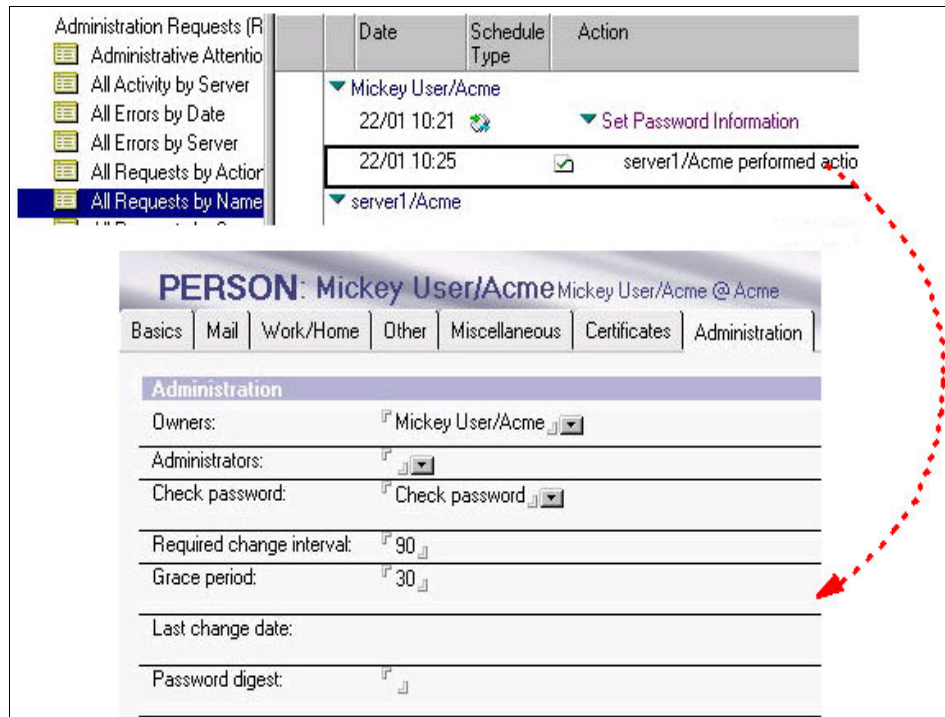 Administration Requests (R
Date Schedule Type Action
Administrative Attentio
All Activity by Server
Mickey User/Acme
All Errors by Date
22/01 10:21 Set Password Information
All Errors by Server
All Requests by Action
22/01 10:25 server1/Acme performed actio
All Requests by Name
server1/Acme
PERSON: Mickey User/Acme Mickey User/Acme @ Acme
Basics Mail Work/Home Other Miscellaneous Certificates Administration
Administration
Owners: Mickey User/Acme
Administrators:
Check password: Check password
Required change interval: 90
Grace period: 30
Last change date:
Password digest: